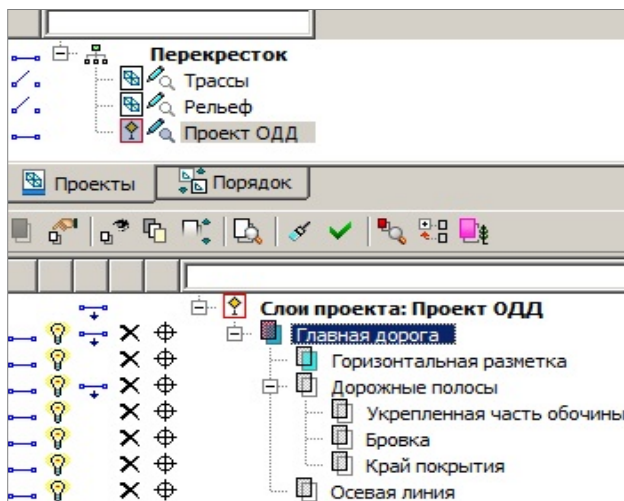 Перекресток
Трассы
Рельеф
Проект ОДД
Проекты
Порядок
Слои проекта: Проект ОДД
Главная дорога
Горизонтальная разметка
Дорожные полосы
Укрепленная часть обочины
Бровка
Край покрытия
Осевая линия